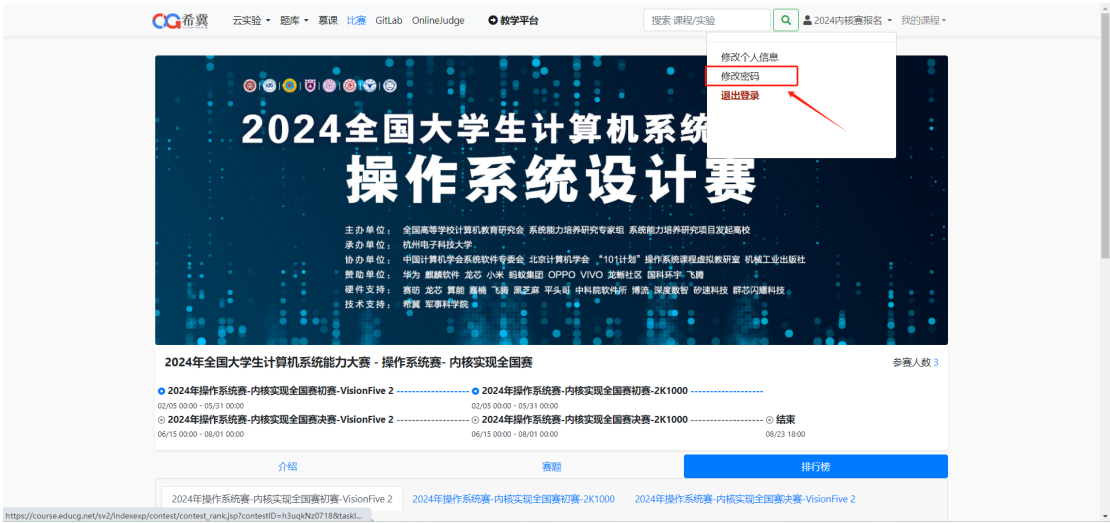 CG希冀 云实验 题库 慕课 比赛 GitLab OnlineJudge 教学平台 搜索 课程/实验 2024内核赛报名 我的课程
修改个人信息
修改密码
退出登录
2024全国大学生计算机系统
操作系统设计赛
主办单位： 全国高等学校计算机教育研究会 系统能力培养研究专家组 系统能力培养研究项目发起高校
承办单位： 杭州电子科技大学
协办单位： 中国计算机学会系统软件专委会 北京计算机学会 “101计划”操作系统课程虚拟教研室 机械工业出版社
赞助单位： 华为 麒麟软件 龙芯 小米 蚂蚁集团 OPPO VIVO 龙蜥社区 国科环宇 飞腾
硬件支持： 赛昉 龙芯 算能 嘉楠 飞腾 黑芝麻 平头哥 中科院软件所 博流 深度数智 矽速科技 群芯闪耀科技
技术支持： 希冀 军事科学院
2024年全国大学生计算机系统能力大赛 - 操作系统赛- 内核实现全国赛 参赛人数 3
2024年操作系统赛-内核实现全国赛初赛-VisionFive 2 ------------------ 2024年操作系统赛-内核实现全国赛初赛-2K1000 ------------------
02/05 00:00 - 05/31 00:00 02/05 00:00 - 05/31 00:00
2024年操作系统赛-内核实现全国赛决赛-VisionFive 2 ------------------ 2024年操作系统赛-内核实现全国赛决赛-2K1000 ------------------ 结束
06/15 00:00 - 08/01 00:00 06/15 00:00 - 08/01 00:00 08/23 18:00
介绍 赛题 排行榜
2024年操作系统赛-内核实现全国赛初赛-VisionFive 2 2024年操作系统赛-内核实现全国赛初赛-2K1000 2024年操作系统赛-内核实现全国赛决赛-VisionFive 2
https://course.educg.net/sv2/indexexp/contest/contest_rank.jsp?contestID=h3uqkNz0718&taskI...